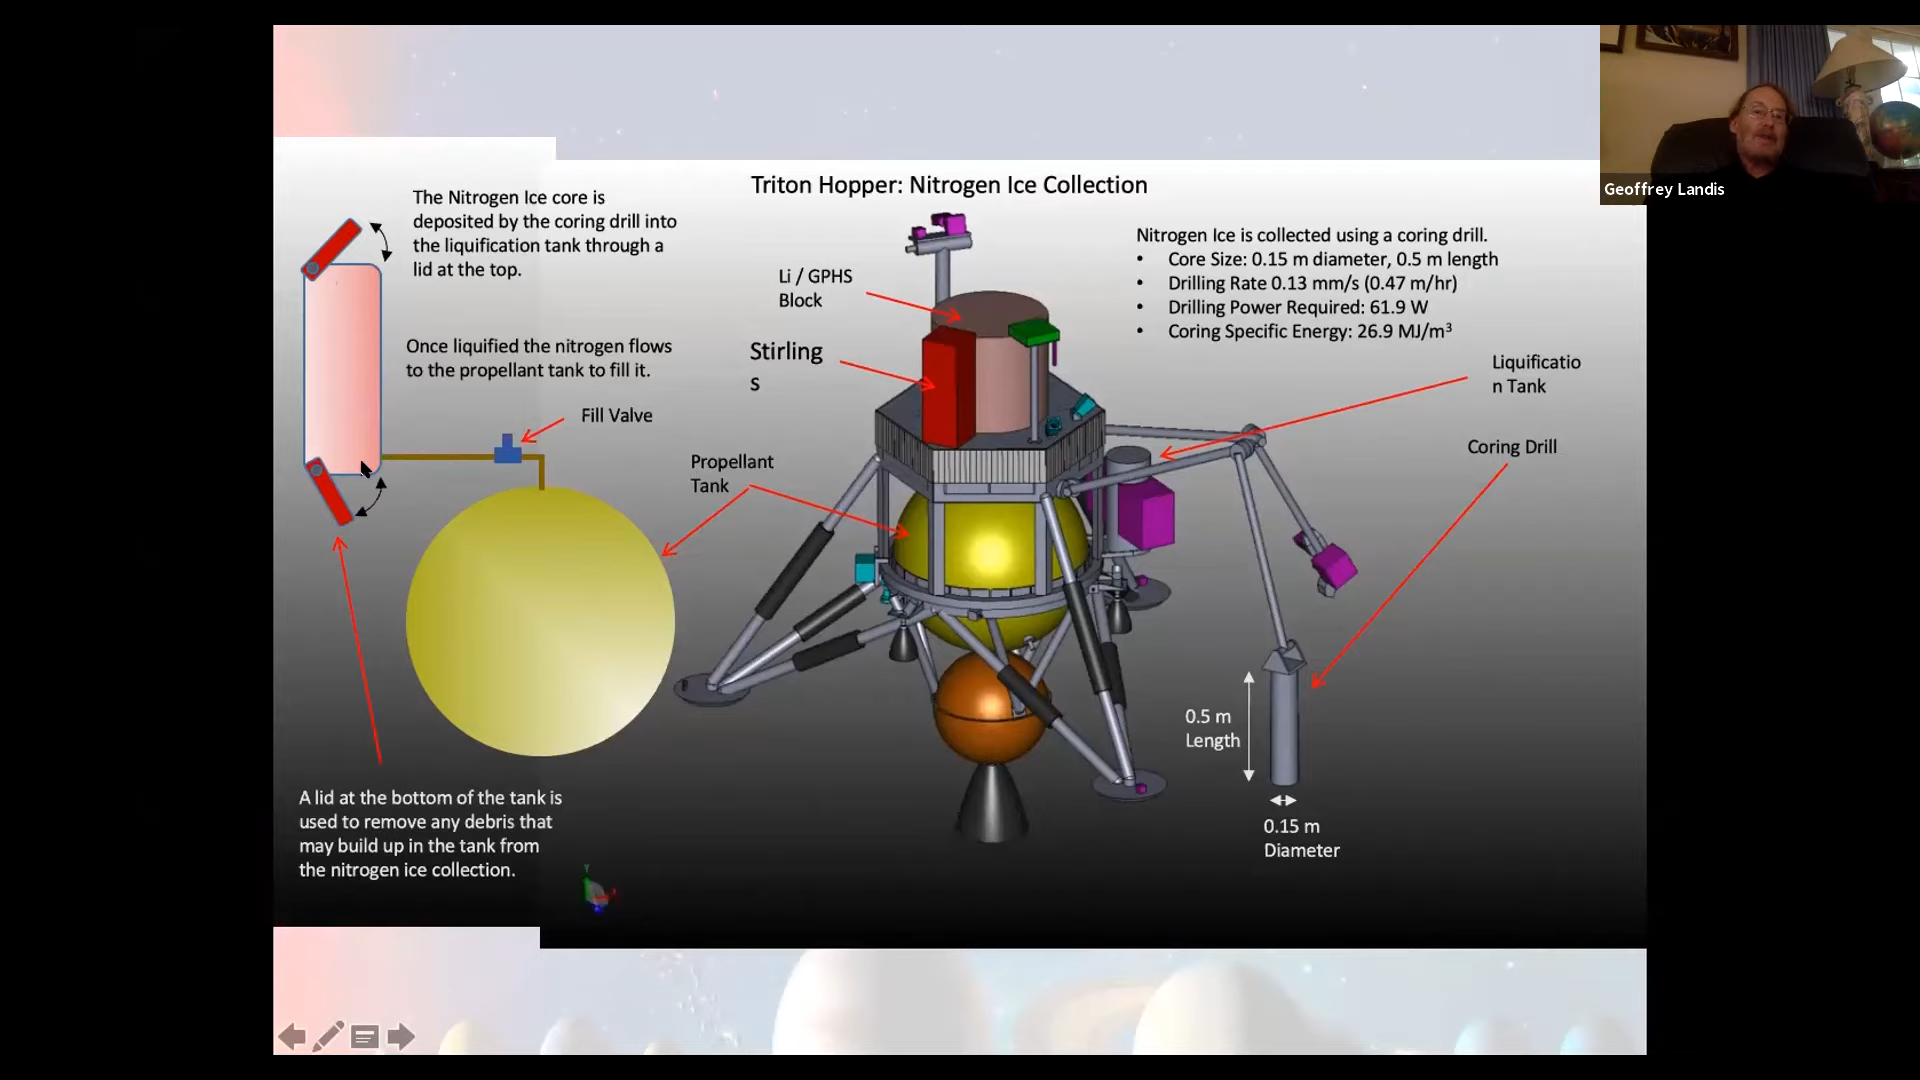 Geoffrey Landis
Triton Hopper: Nitrogen Ice Collection
The Nitrogen Ice core is
deposited by the coring drill into
the liquification tank through a
lid at the top.
Once liquified the nitrogen flows
to the propellant tank to fill it.
Fill Valve
Propellant
Tank
Li / GPHS
Block
Stirling
s
Nitrogen Ice is collected using a coring drill.
• Core Size: 0.15 m diameter, 0.5 m length
• Drilling Rate 0.13 mm/s (0.47 m/hr)
• Drilling Power Required: 61.9 W
• Coring Specific Energy: 26.9 MJ/m³
Liquificatio
n Tank
Coring Drill
0.5 m
Length
0.15 m
Diameter
A lid at the bottom of the tank is
used to remove any debris that
may build up in the tank from
the nitrogen ice collection.